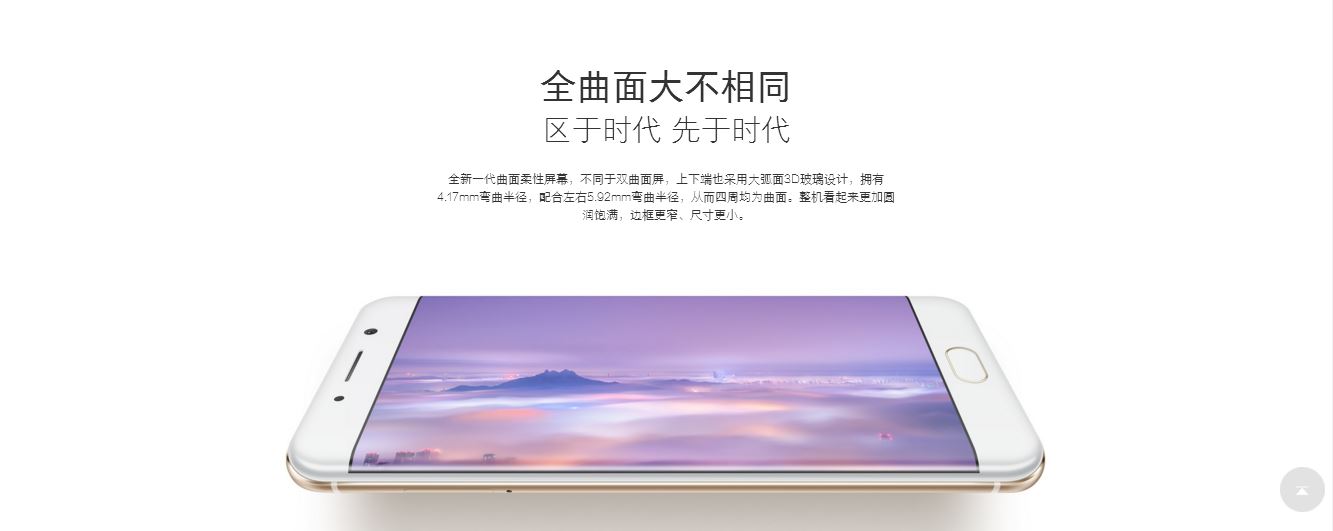 全曲面大不相同
区于时代 先于时代
全新一代曲面柔性屏幕，不同于双曲面屏，上下端也采用大弧面3D玻璃设计，拥有
4.17mm弯曲半径，配合左右5.92mm弯曲半径，从而四周均为曲面。整机看起来更加圆
润饱满，边框更窄、尺寸更小。